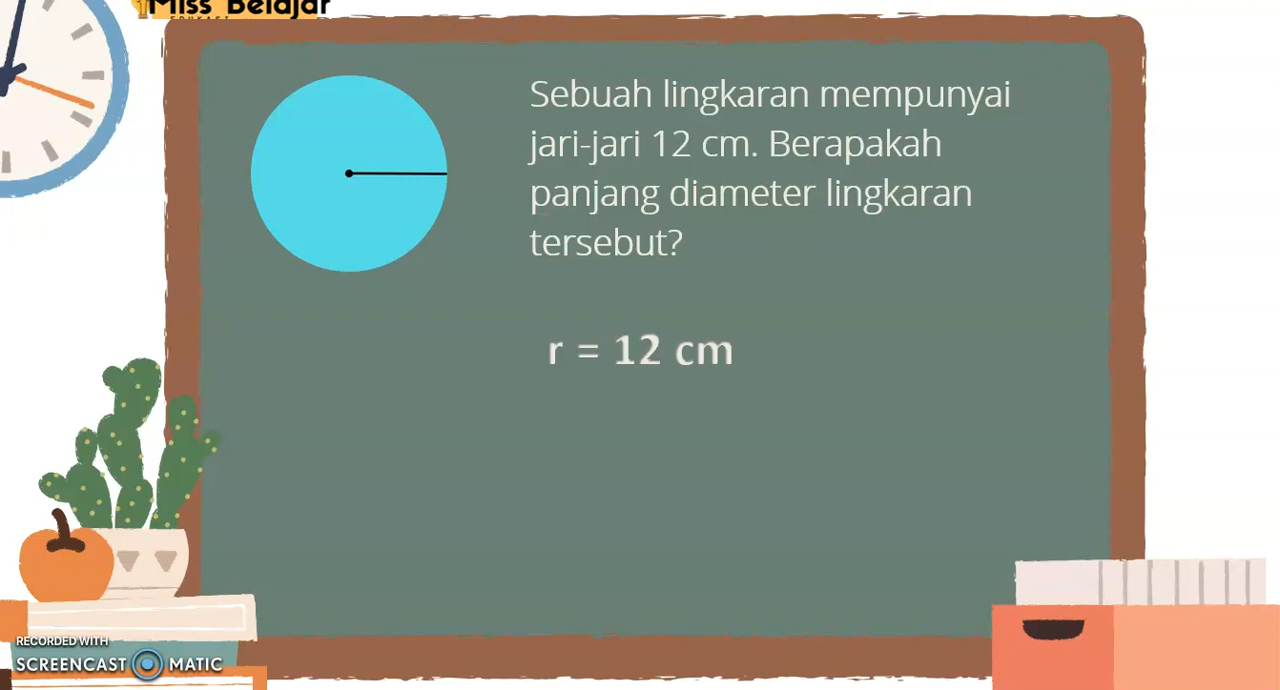 Miss Belajar
EDUKASI
Sebuah lingkaran mempunyai
jari-jari 12 cm. Berapakah
panjang diameter lingkaran
tersebut?
r = 12 cm
RECORDED WITH
SCREENCAST MATIC